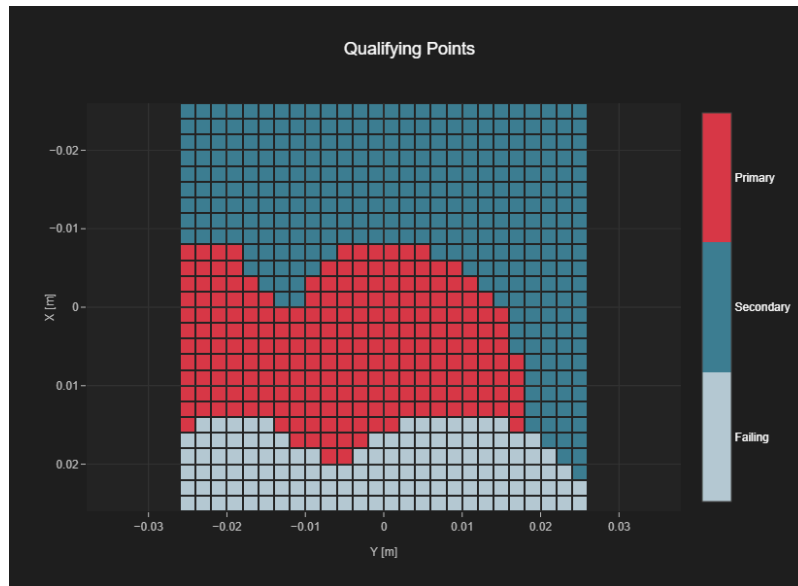 Qualifying Points
−0.02
−0.01
0
0.01
0.02
X [m]
−0.03
−0.02
−0.01
0
0.01
0.02
0.03
Y [m]
Primary
Secondary
Failing